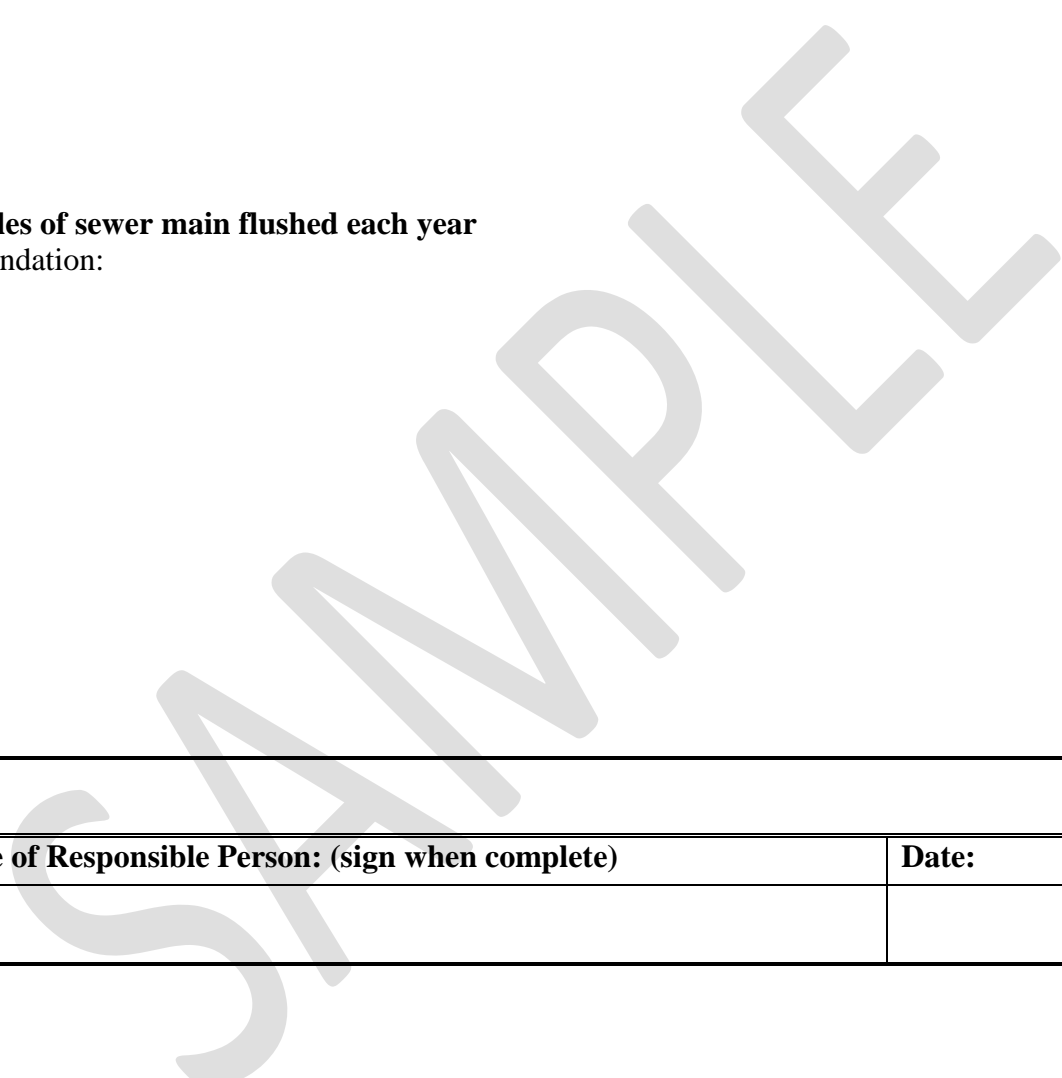 les of sewer main flushed each year
ndation:
e of Responsible Person: (sign when complete) Date:
SAMPLE